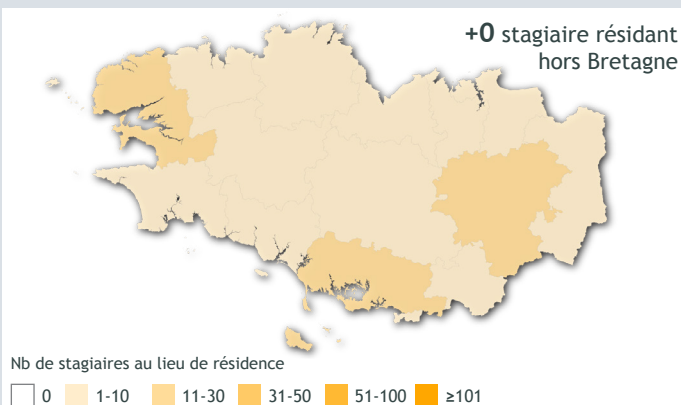 +0 stagiaire résidant
hors Bretagne
Nb de stagiaires au lieu de résidence
0 1-10 11-30 31-50 51-100 ≥101